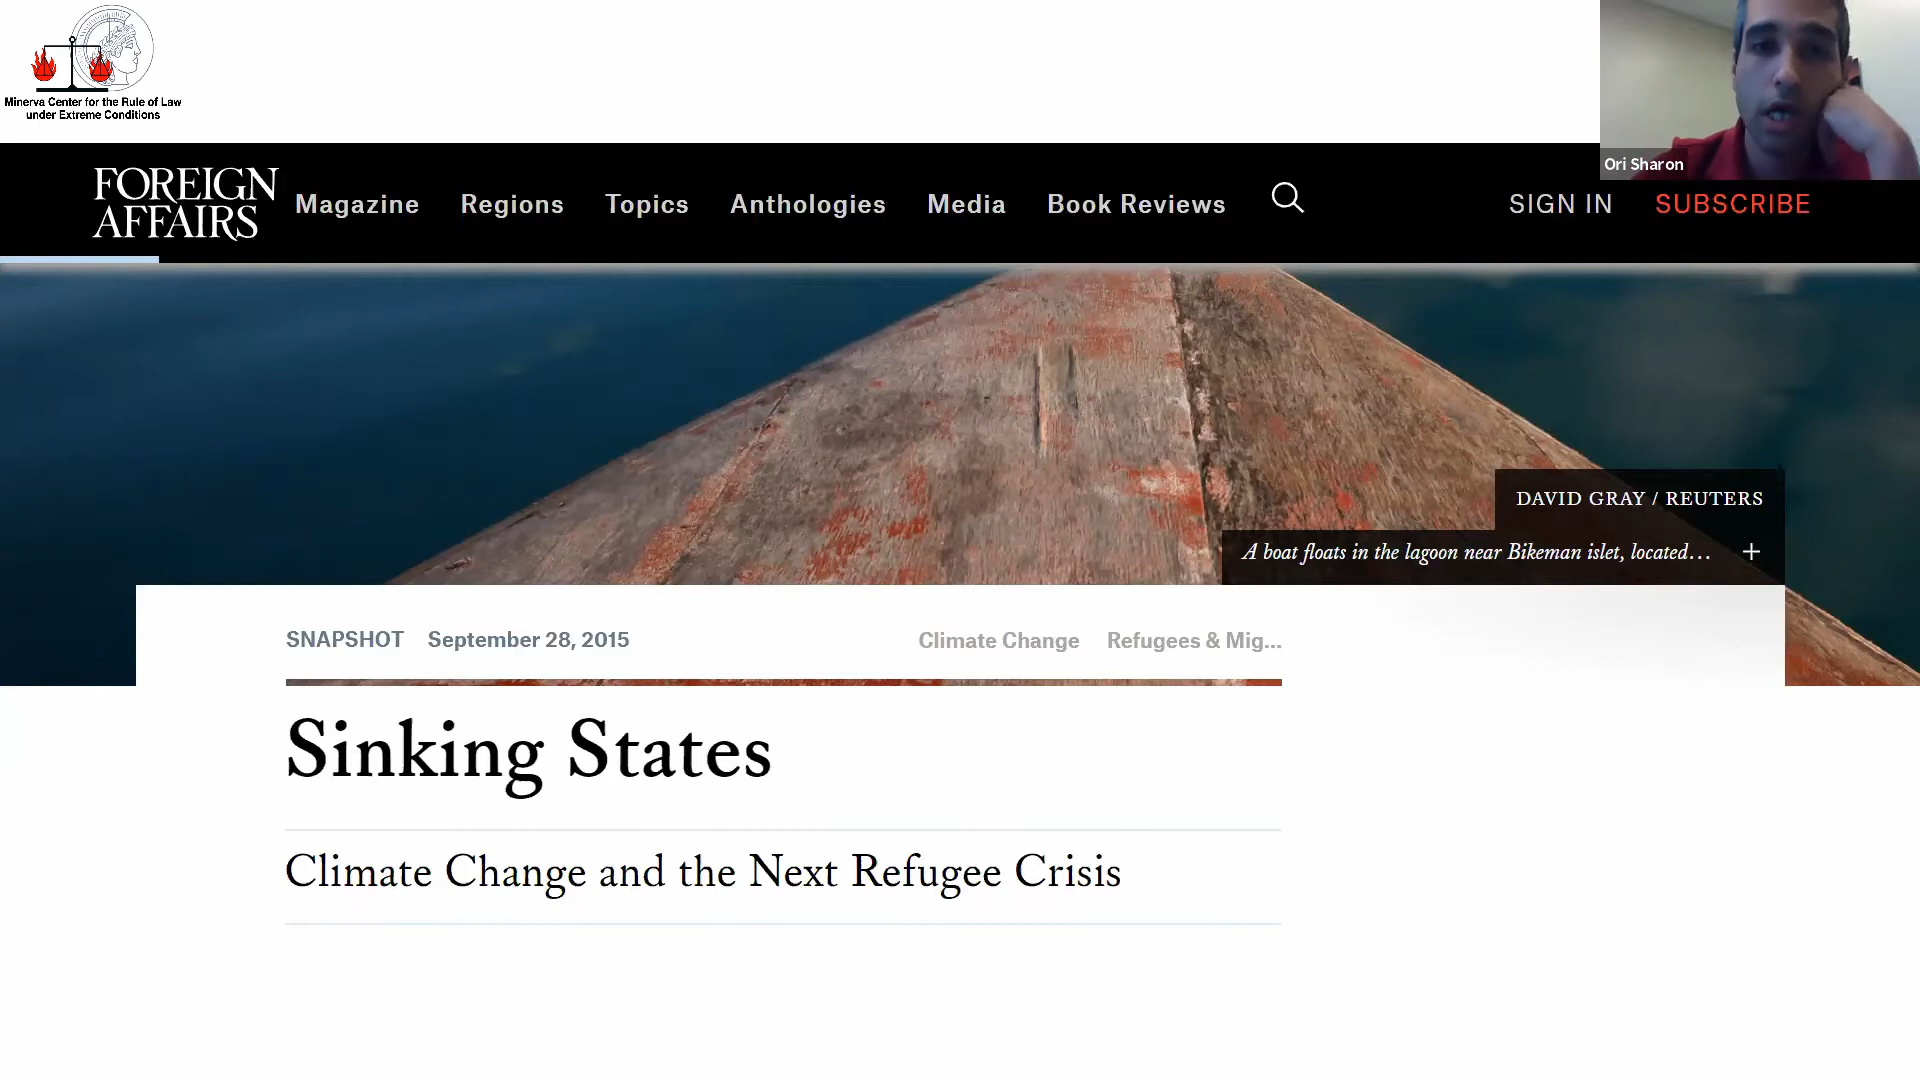 Minerva Center for the Rule of Law
under Extreme Conditions
Ori Sharon
FOREIGN
AFFAIRS
Magazine Regions Topics Anthologies Media Book Reviews SIGN IN SUBSCRIBE
DAVID GRAY / REUTERS
A boat floats in the lagoon near Bikeman islet, located... +
SNAPSHOT September 28, 2015 Climate Change Refugees & Mig...
Sinking States
Climate Change and the Next Refugee Crisis